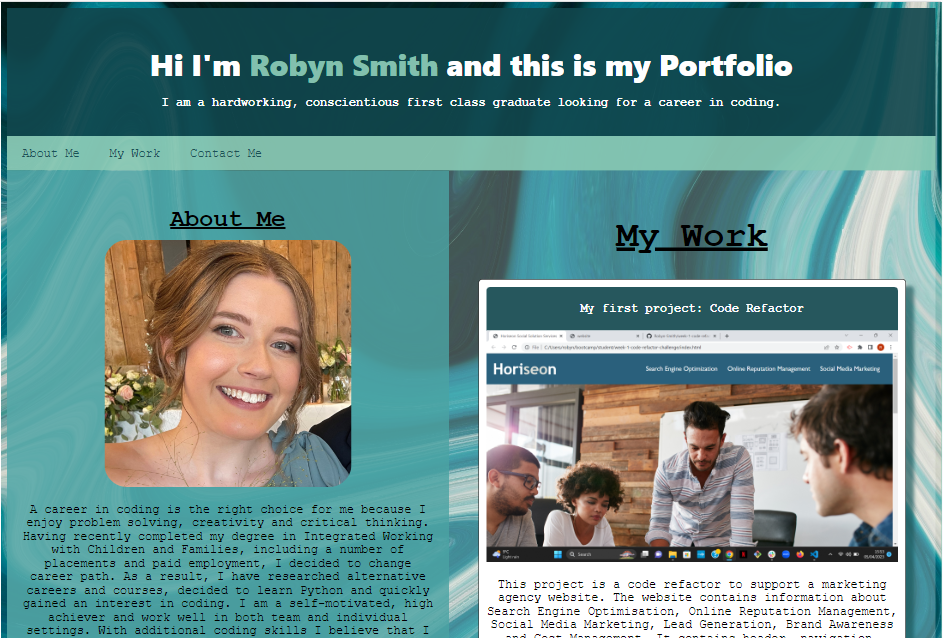 Hi I'm Robyn Smith and this is my Portfolio
I am a hardworking, conscientious first class graduate looking for a career in coding.
About Me
My Work
Contact Me
About Me
A career in coding is the right choice for me because I
enjoy problem solving, creativity and critical thinking.
Having recently completed my degree in Integrated Working
with Children and Families, including a number of
placements and paid employment, I decided to change
career path. As a result, I have researched alternative
careers and courses, decided to learn Python and quickly
gained an interest in coding. I am a self-motivated, high
achiever and work well in both team and individual
settings. With additional coding skills I believe that I
My Work
My first project: Code Refactor
Horiseon
Search Engine Optimization
Online Reputation Management
Social Media Marketing
Search
This project is a code refactor to support a marketing
agency website. The website contains information about
Search Engine Optimisation, Online Reputation Management,
Social Media Marketing, Lead Generation, Brand Awareness
and Cost Management. It contains header, navigation,